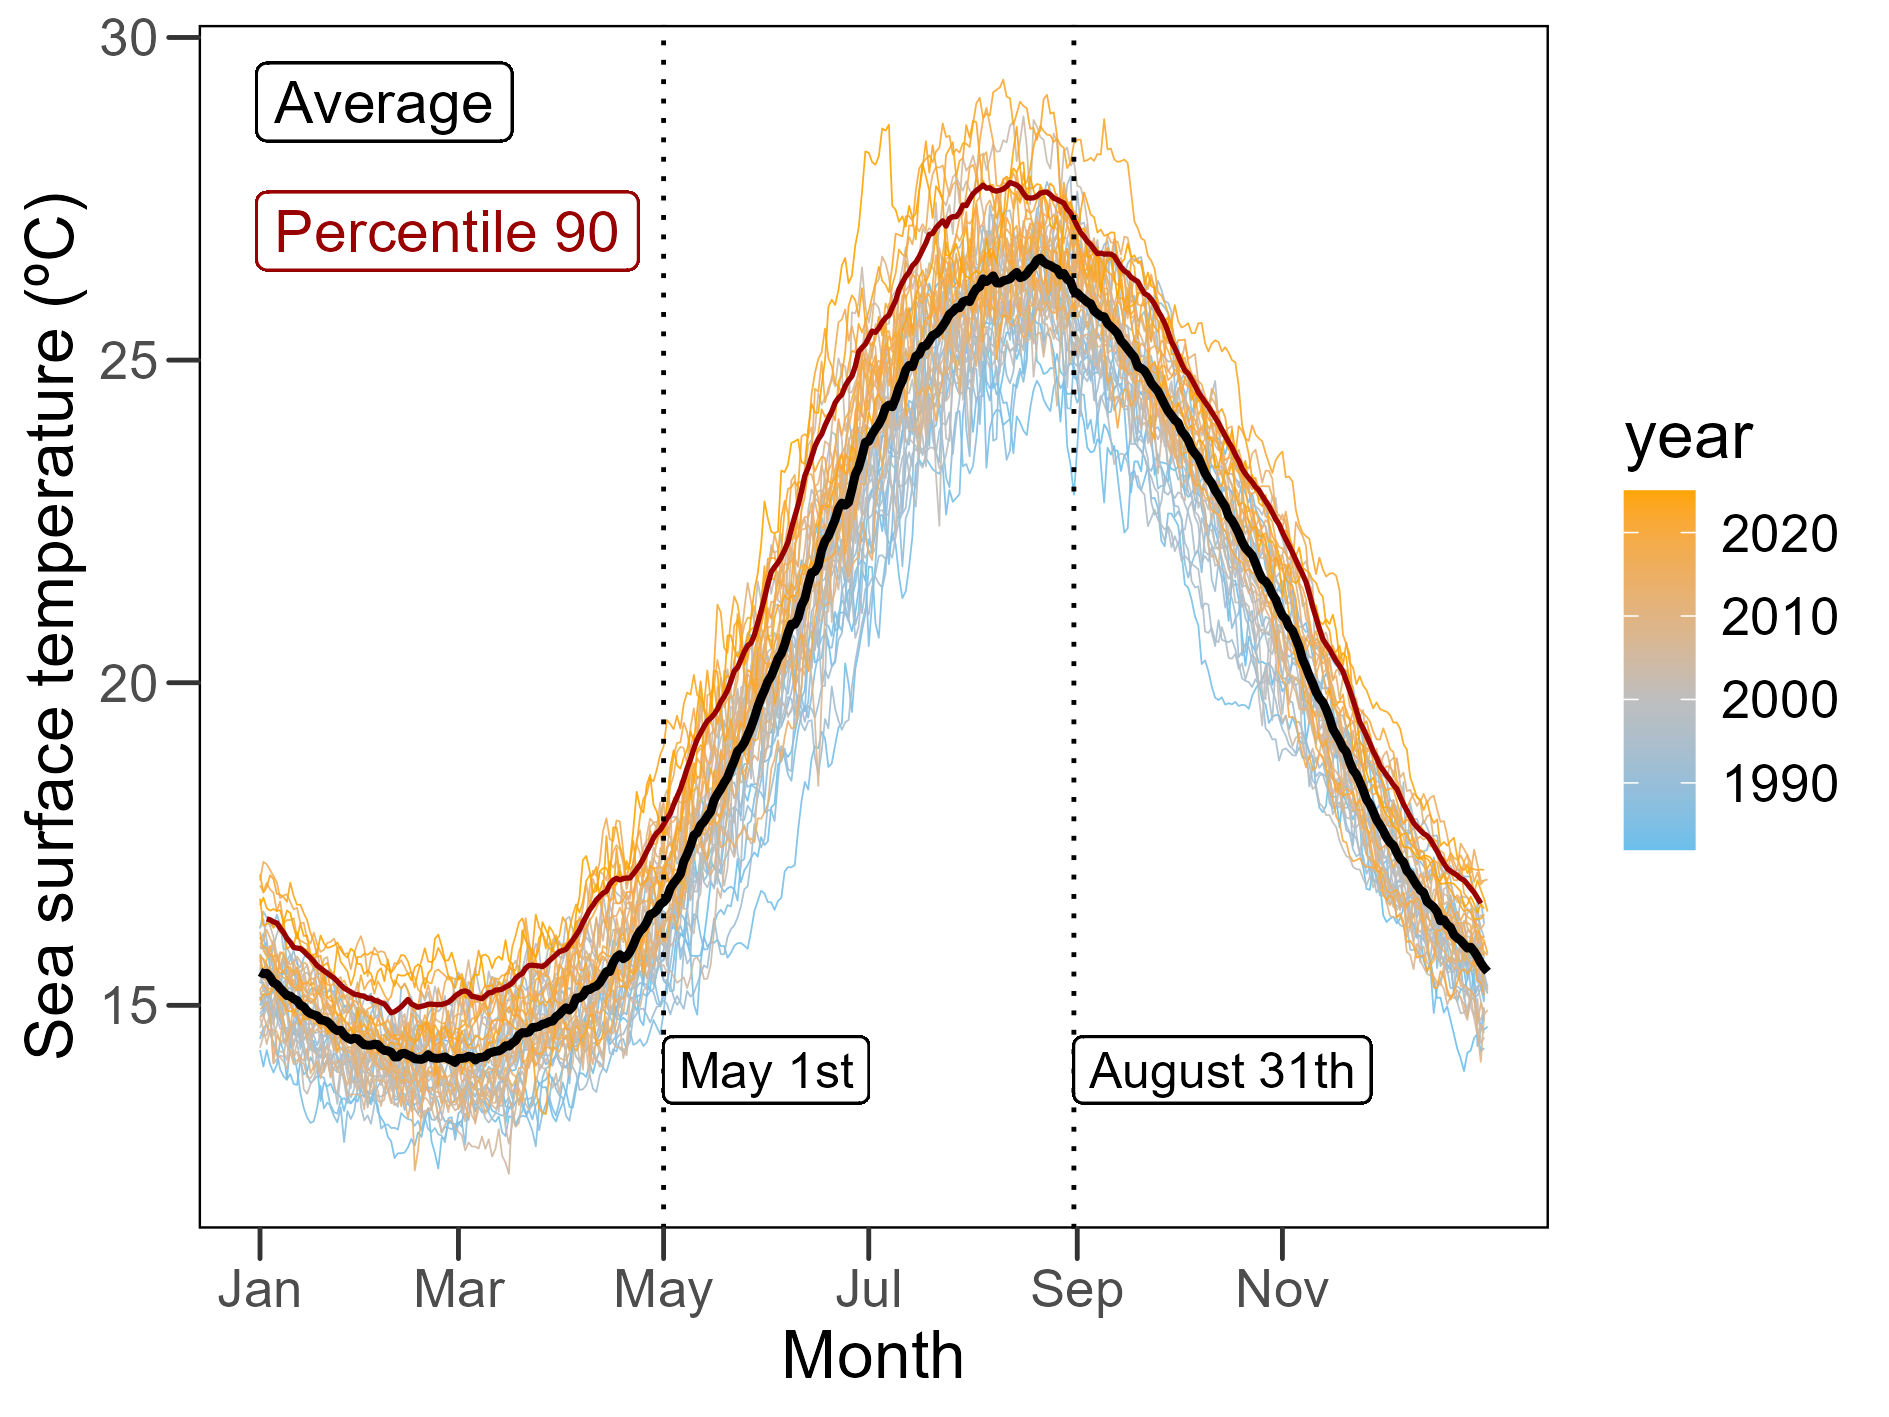 30
Average
Percentile 90
25
20
15
Sea surface temperature (ºC)
May 1st
August 31th
Jan Mar May Jul Sep Nov
Month
year
2020
2010
2000
1990